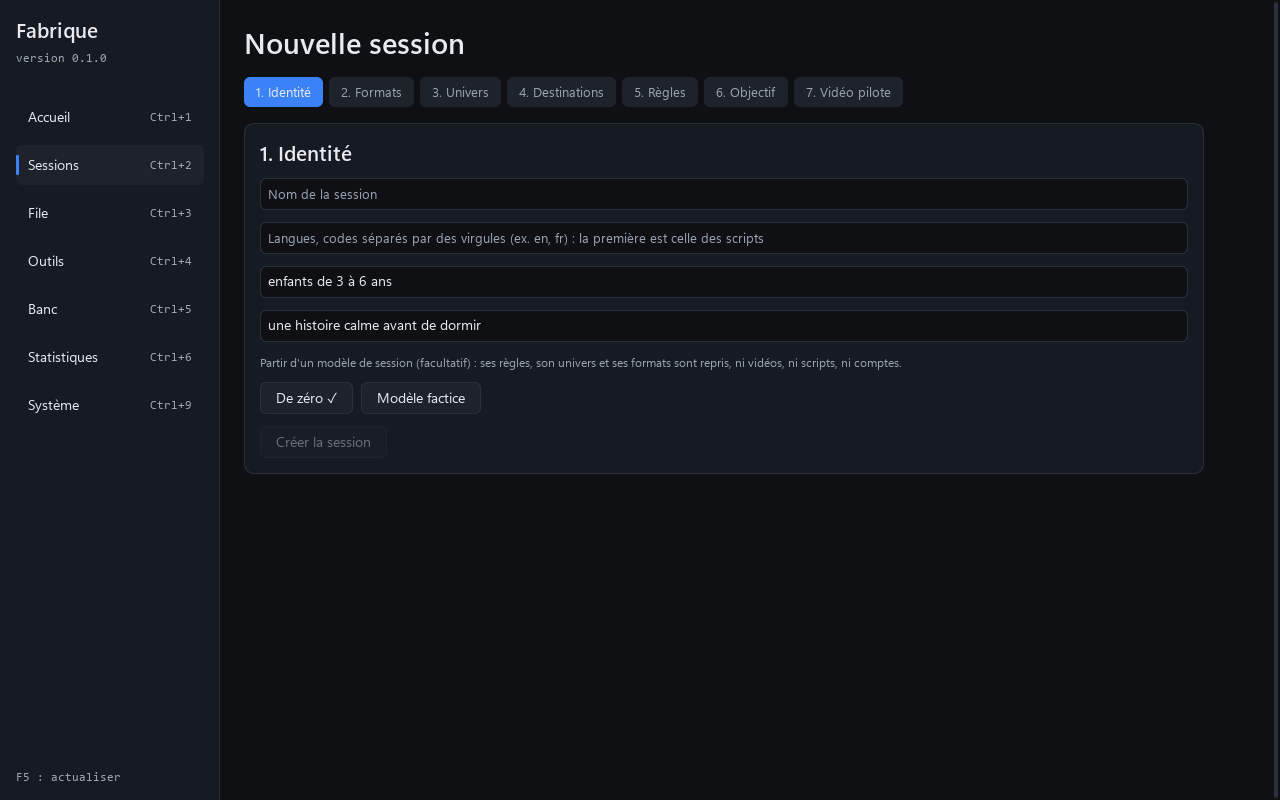 Fabrique
version 0.1.0
Accueil Ctrl+1
Sessions Ctrl+2
File Ctrl+3
Outils Ctrl+4
Banc Ctrl+5
Statistiques Ctrl+6
Système Ctrl+9
F5 : actualiser
Nouvelle session
1. Identité 2. Formats 3. Univers 4. Destinations 5. Règles 6. Objectif 7. Vidéo pilote
1. Identité
Nom de la session
Langues, codes séparés par des virgules (ex. en, fr) : la première est celle des scripts
enfants de 3 à 6 ans
une histoire calme avant de dormir
Partir d'un modèle de session (facultatif) : ses règles, son univers et ses formats sont repris, ni vidéos, ni scripts, ni comptes.
De zéro ✓ Modèle factice
Créer la session